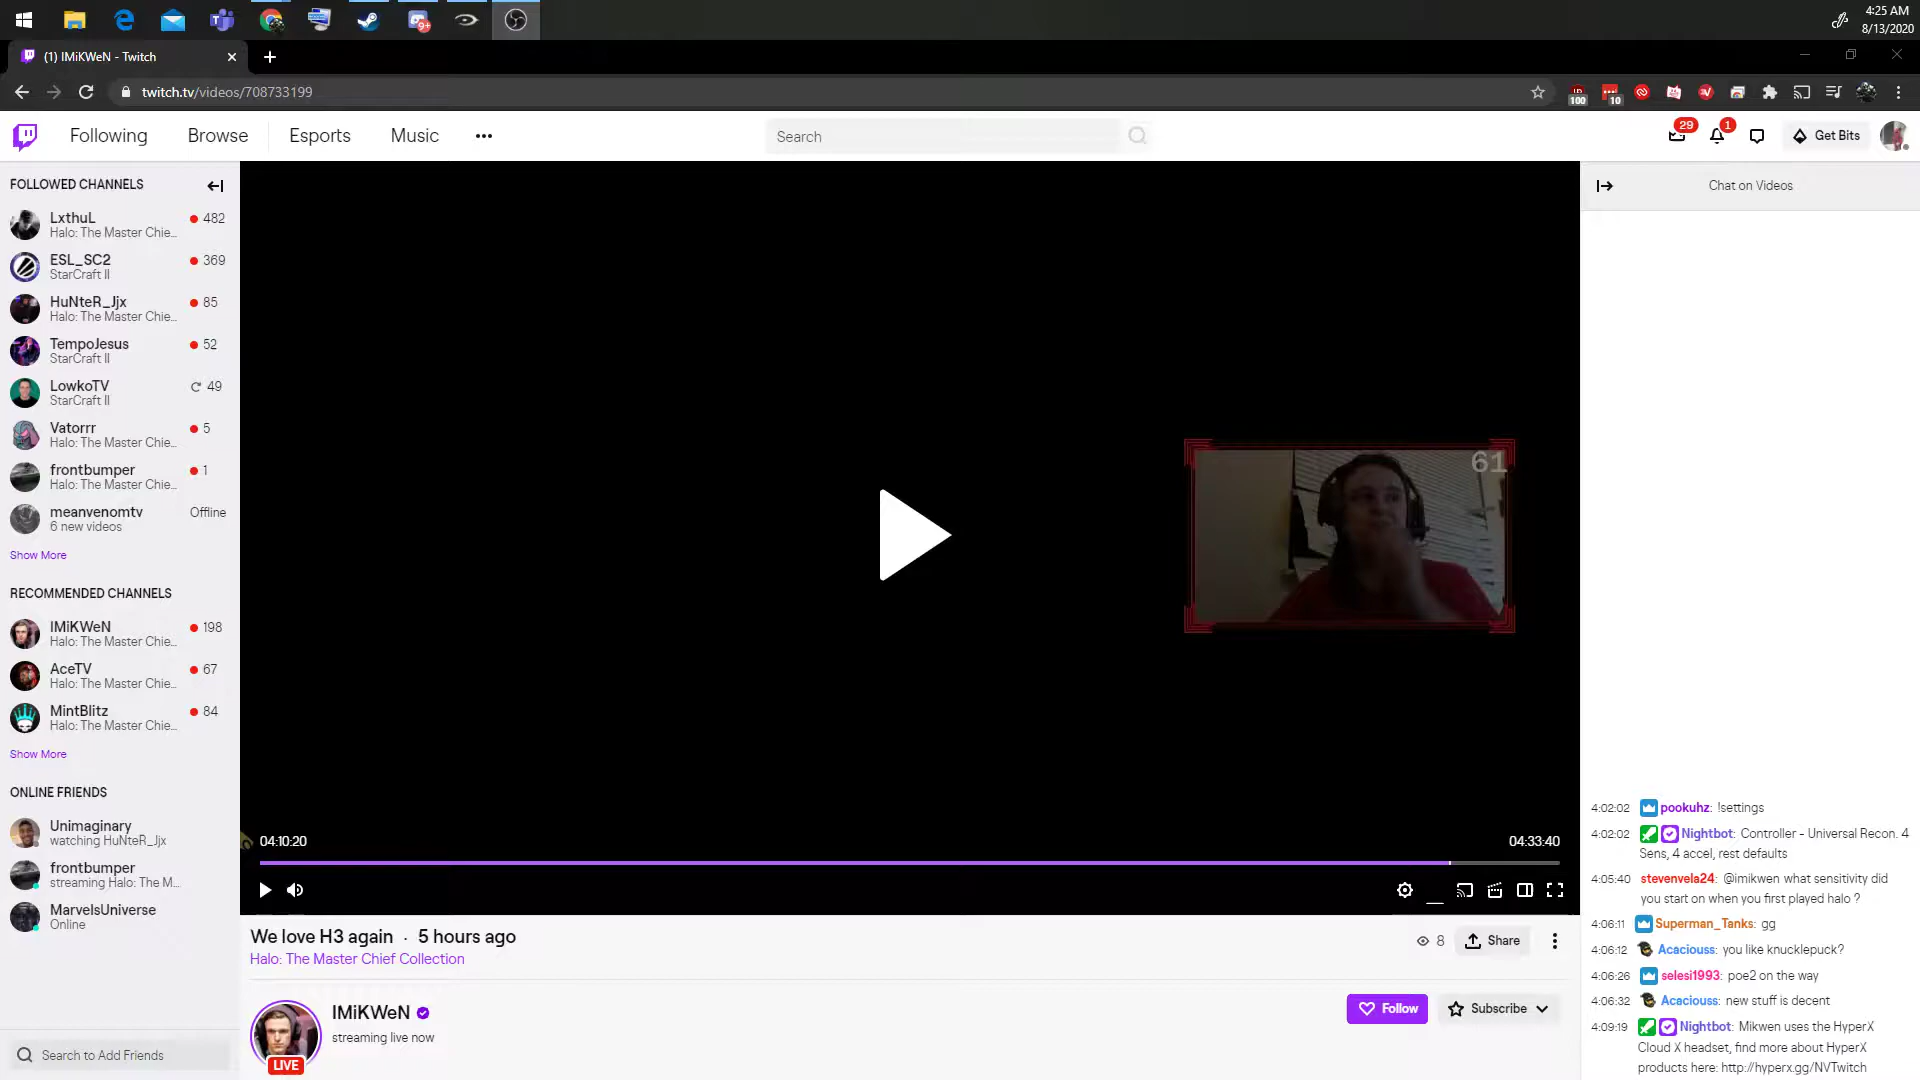 4:25 AM
8/13/2020
9+
(1) IMiKWeN - Twitch
twitch.tv/videos/708733199
100
10
Following
Browse
Esports
Music
Search
29
1
Get Bits
FOLLOWED CHANNELS
LxthuL
482
Halo: The Master Chie...
ESL_SC2
369
StarCraft II
HuNteR_Jjx
85
Halo: The Master Chie...
TempoJesus
52
StarCraft II
LowkoTV
49
StarCraft II
Vatorrr
5
Halo: The Master Chie...
frontbumper
1
Halo: The Master Chie...
meanvenomtv
Offline
6 new videos
Show More
RECOMMENDED CHANNELS
IMiKWeN
198
Halo: The Master Chie...
AceTV
67
Halo: The Master Chie...
MintBlitz
84
Halo: The Master Chie...
Show More
ONLINE FRIENDS
Unimaginary
watching HuNteR_Jjx
frontbumper
streaming Halo: The M...
MarvelsUniverse
Online
Search to Add Friends
61
04:10:20
04:33:40
We love H3 again · 5 hours ago
Halo: The Master Chief Collection
8
Share
IMiKWeN
streaming live now
LIVE
Follow
Subscribe
Chat on Videos
4:02:02 pookuhz: !settings
4:02:02 Nightbot: Controller - Universal Recon. 4
Sens, 4 accel, rest defaults
4:05:40 stevenvela24: @imikwen what sensitivity did
you start on when you first played halo ?
4:06:11 Superman_Tanks: gg
4:06:12 Acaciouss: you like knucklepuck?
4:06:26 selesi1993: poe2 on the way
4:06:32 Acaciouss: new stuff is decent
4:09:19 Nightbot: Mikwen uses the HyperX
Cloud X headset, find more about HyperX
products here: http://hyperx.gg/NVTwitch